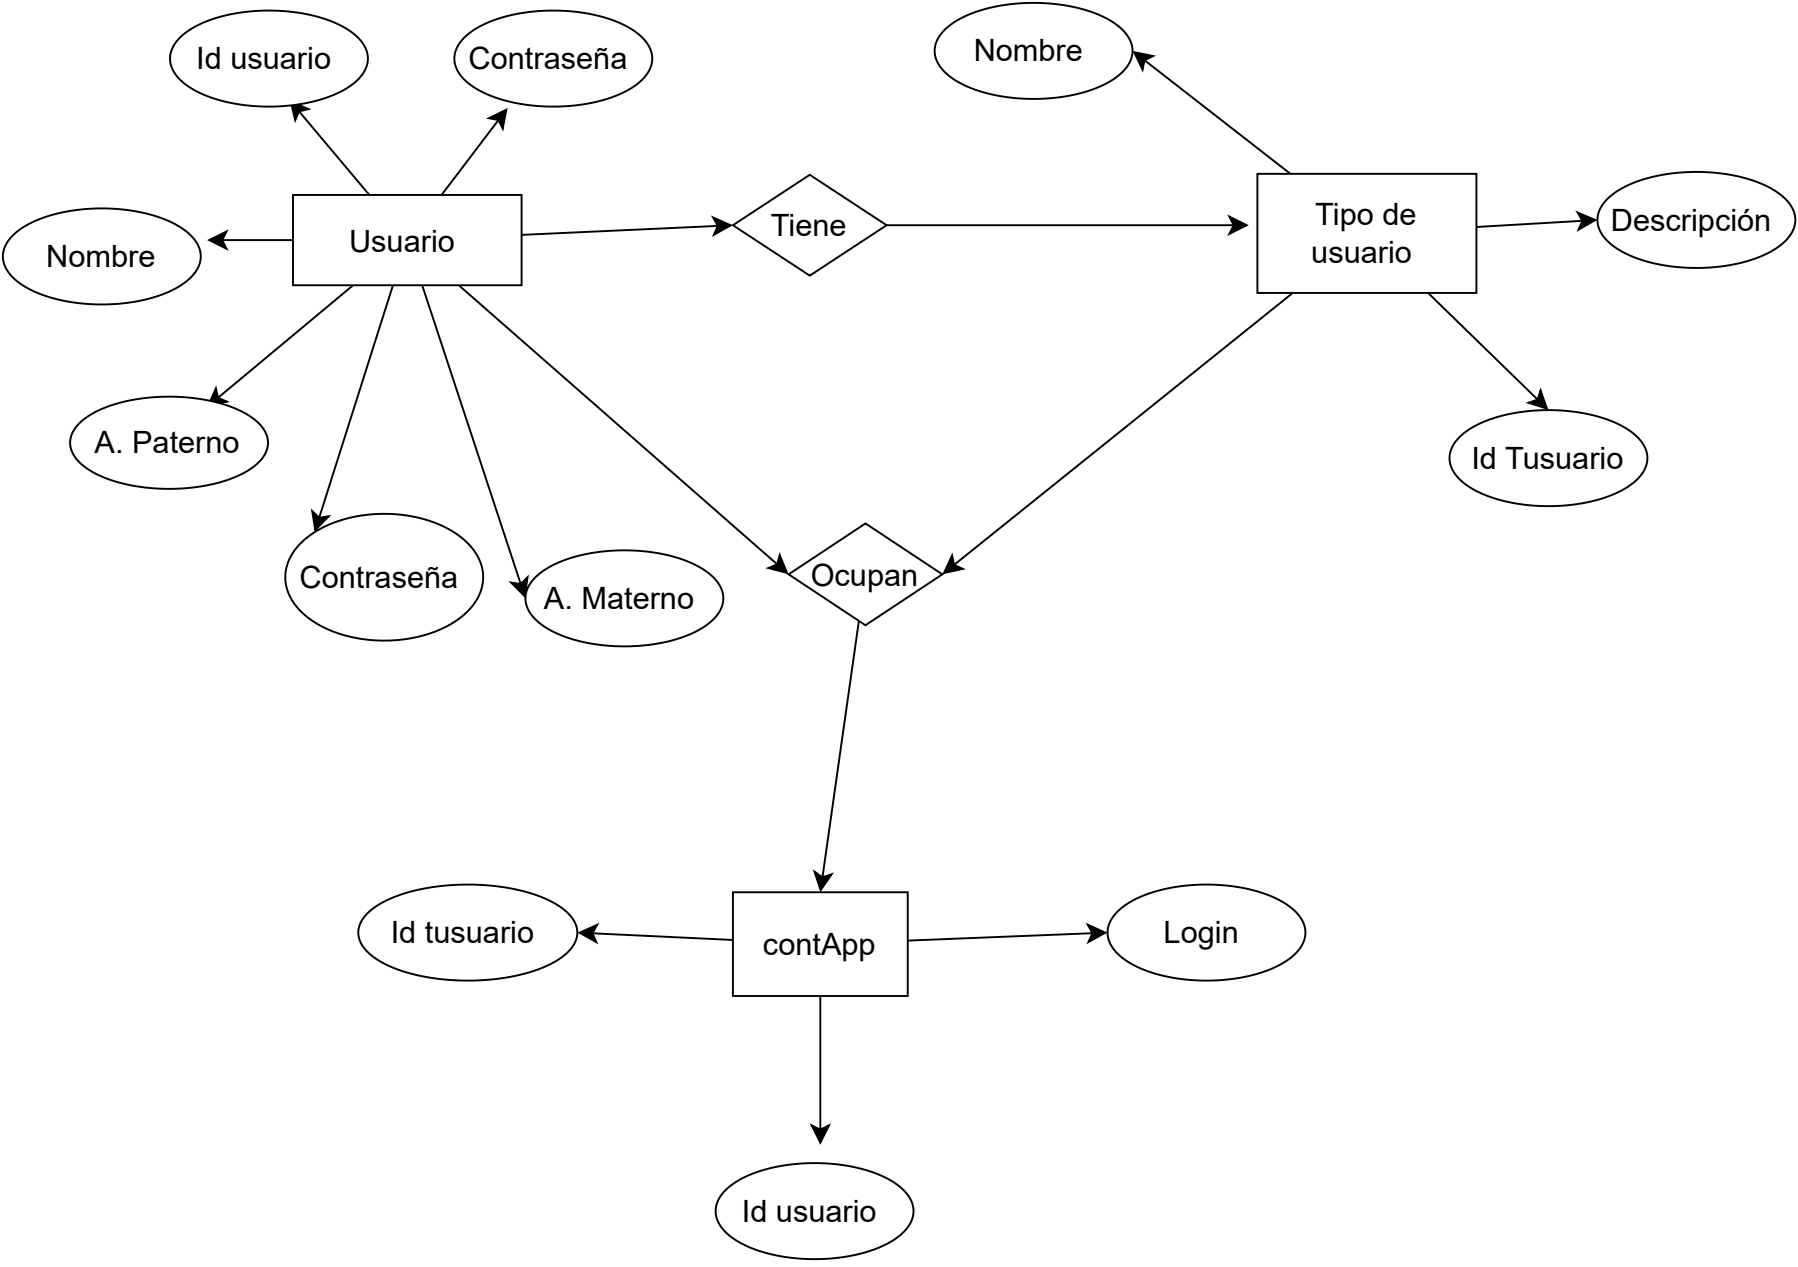 Id usuario
Contraseña
Nombre
Usuario
Tiene
Tipo de
usuario
Descripción
Nombre
A. Paterno
Contraseña
A. Materno
Ocupan
Id Tusuario
Id tusuario
contApp
Login
Id usuario